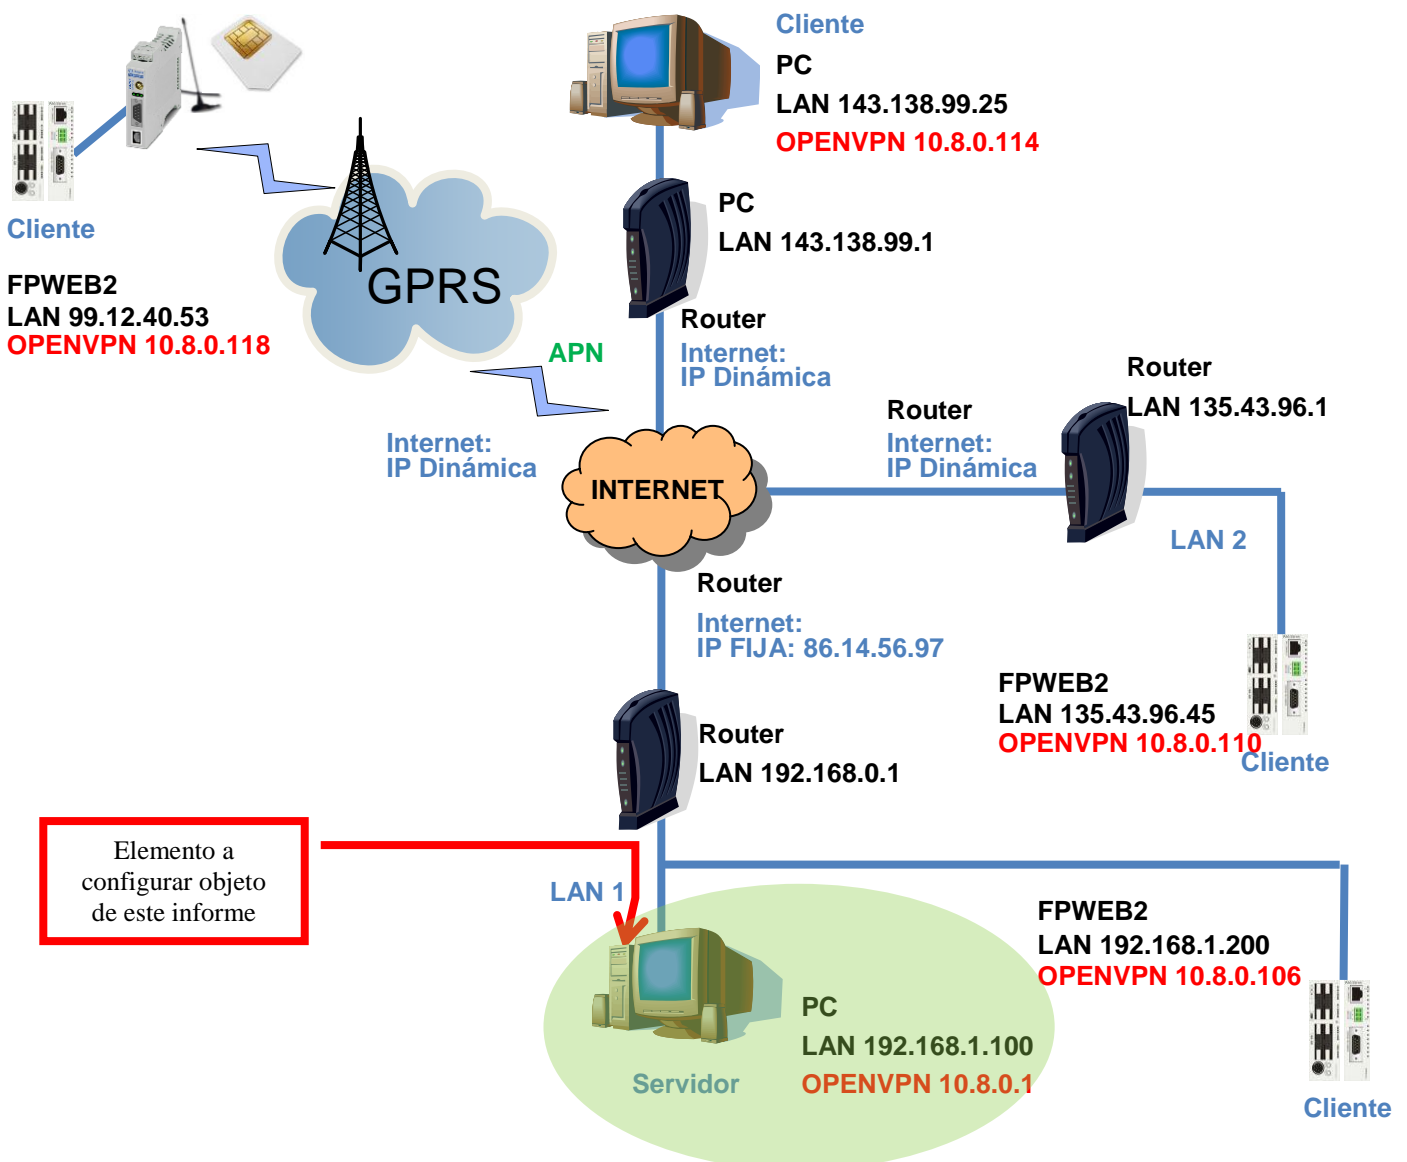 Cliente
PC
LAN 143.138.99.25
OPENVPN 10.8.0.114
Cliente
FPWEB2
LAN 99.12.40.53
OPENVPN 10.8.0.118
GPRS
APN
PC
LAN 143.138.99.1
Router
Internet:
IP Dinámica
Router
LAN 135.43.96.1
Router
Internet:
IP Dinámica
Internet:
IP Dinámica
INTERNET
LAN 2
Router
Internet:
IP FIJA: 86.14.56.97
FPWEB2
LAN 135.43.96.45
OPENVPN 10.8.0.110
Cliente
Router
LAN 192.168.0.1
Elemento a
configurar objeto
de este informe
LAN 1
FPWEB2
LAN 192.168.1.200
OPENVPN 10.8.0.106
PC
LAN 192.168.1.100
OPENVPN 10.8.0.1
Servidor
Cliente